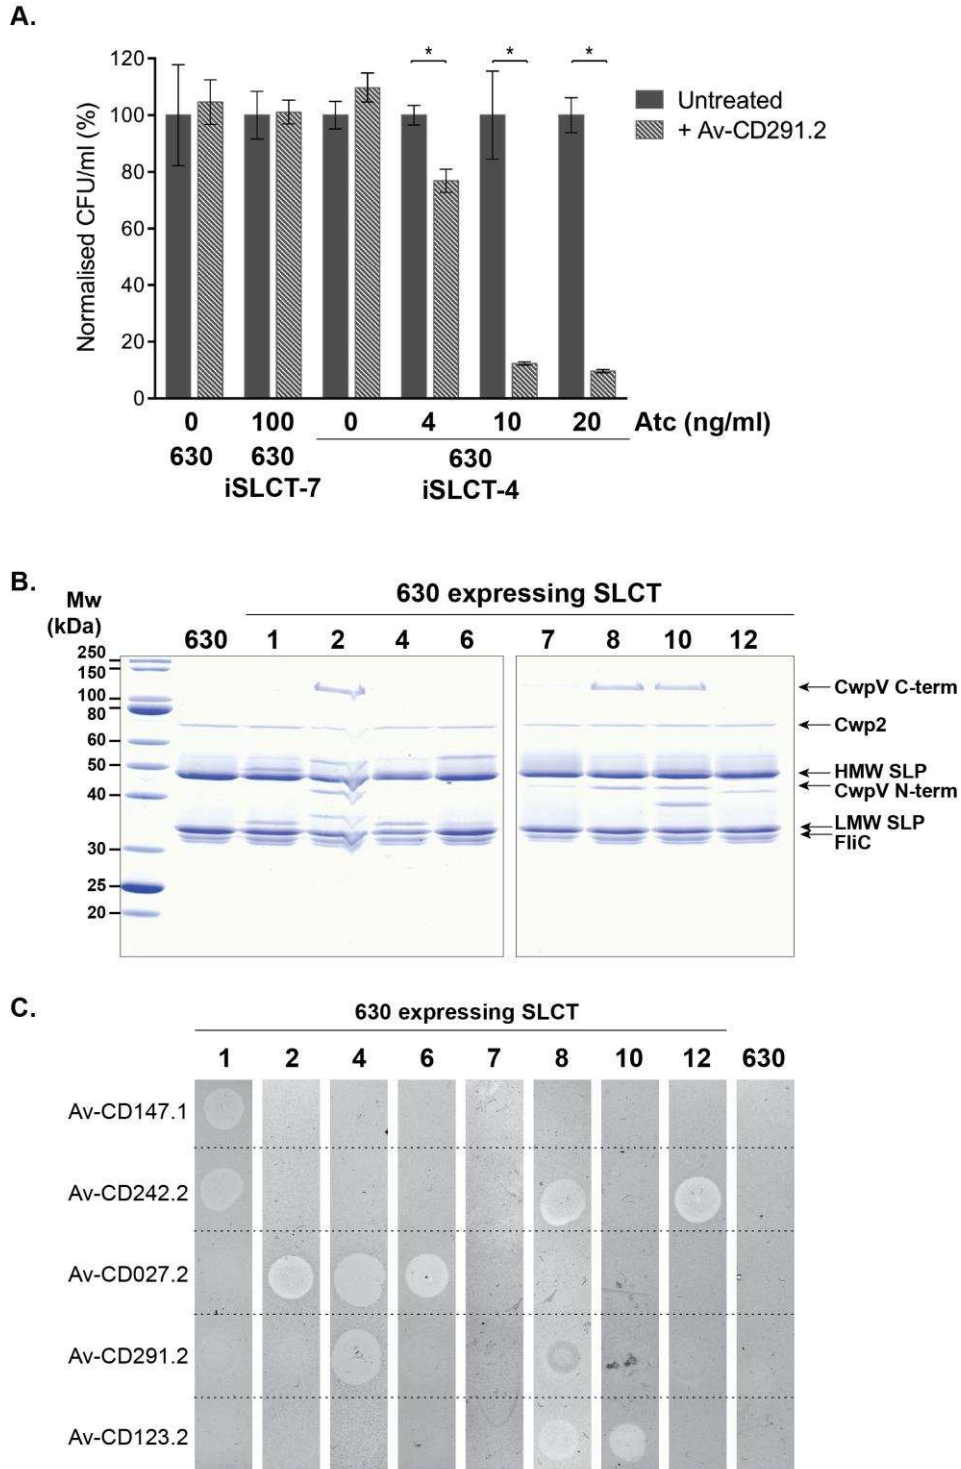 A.
120
100
80
60
40
20
0
Normalised CFU/ml (%)
* * *
Untreated
+ Av-CD291.2
0 100 0 4 10 20 Atc (ng/ml)
630 630 630
iSLCT-7 iSLCT-4
B.
Mw
(kDa)
630 expressing SLCT
630 1 2 4 6 7 8 10 12
250
150
100
80
60
50
40
30
25
20
CwpV C-term
Cwp2
HMW SLP
CwpV N-term
LMW SLP
FliC
C.
630 expressing SLCT
1 2 4 6 7 8 10 12 630
Av-CD147.1
Av-CD242.2
Av-CD027.2
Av-CD291.2
Av-CD123.2